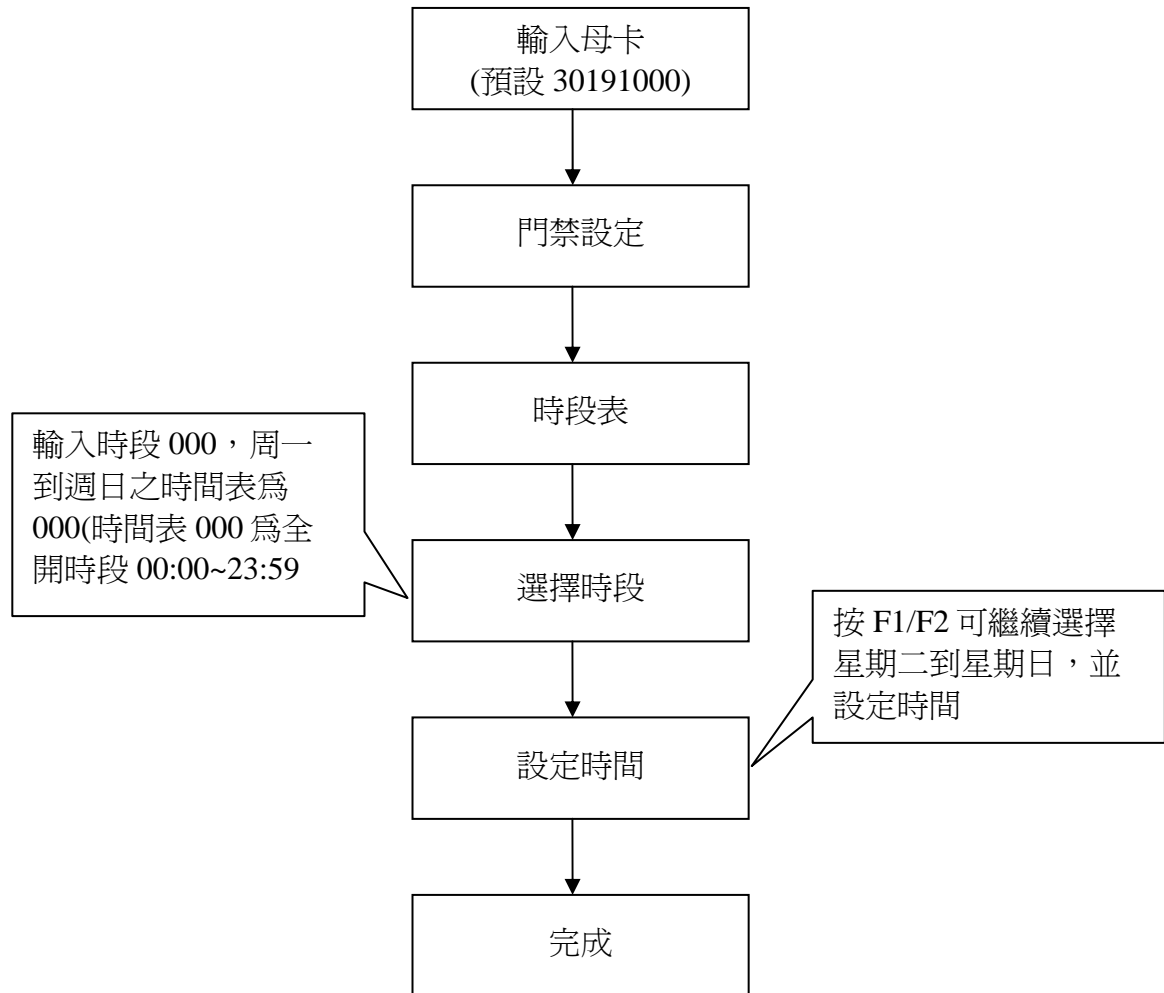 輸入母卡
(預設 30191000)
門禁設定
時段表
輸入時段 000，周一
到週日之時間表為
000(時間表 000 為全
開時段 00:00~23:59
選擇時段
按 F1/F2 可繼續選擇
星期二到星期日，並
設定時間
設定時間
完成